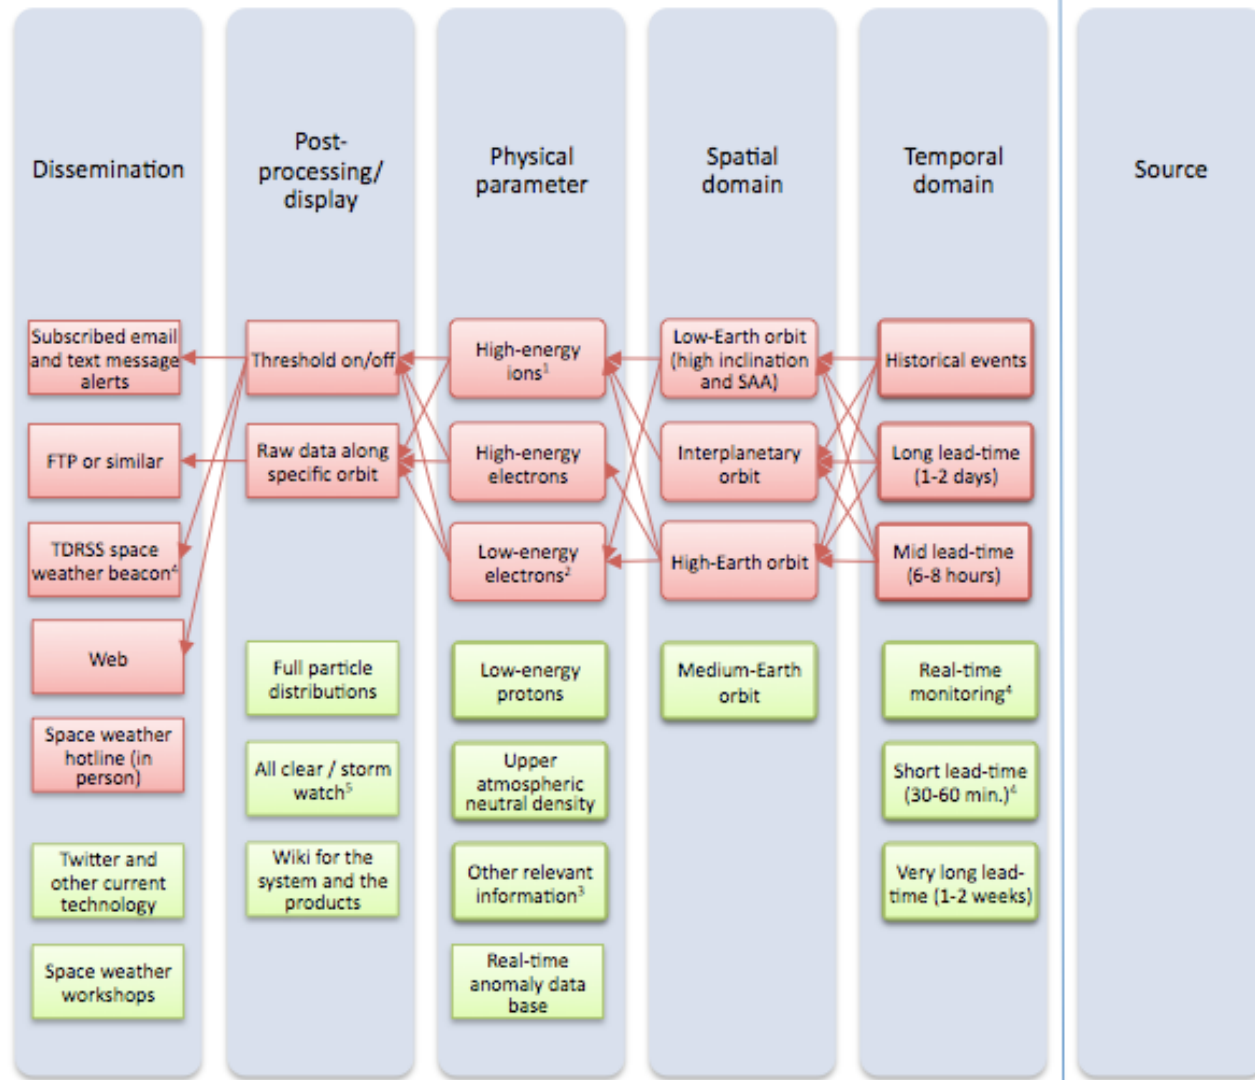 Dissemination
Post-
processing/
display
Physical
parameter
Spatial
domain
Temporal
domain
Source
Subscribed email
and text message
alerts
FTP or similar
TDRSS space
weather beacon⁴
Web
Space weather
hotline (in
person)
Twitter and
other current
technology
Space weather
workshops
Threshold on/off
Raw data along
specific orbit
Full particle
distributions
All clear / storm
watch⁵
Wiki for the
system and the
products
High-energy
ions¹
High-energy
electrons
Low-energy
electrons²
Low-energy
protons
Upper
atmospheric
neutral density
Other relevant
information³
Real-time
anomaly data
base
Low-Earth orbit
(high inclination
and SAA)
Interplanetary
orbit
High-Earth orbit
Medium-Earth
orbit
Historical events
Long lead-time
(1-2 days)
Mid lead-time
(6-8 hours)
Real-time
monitoring⁴
Short lead-time
(30-60 min.)⁴
Very long lead-
time (1-2 weeks)